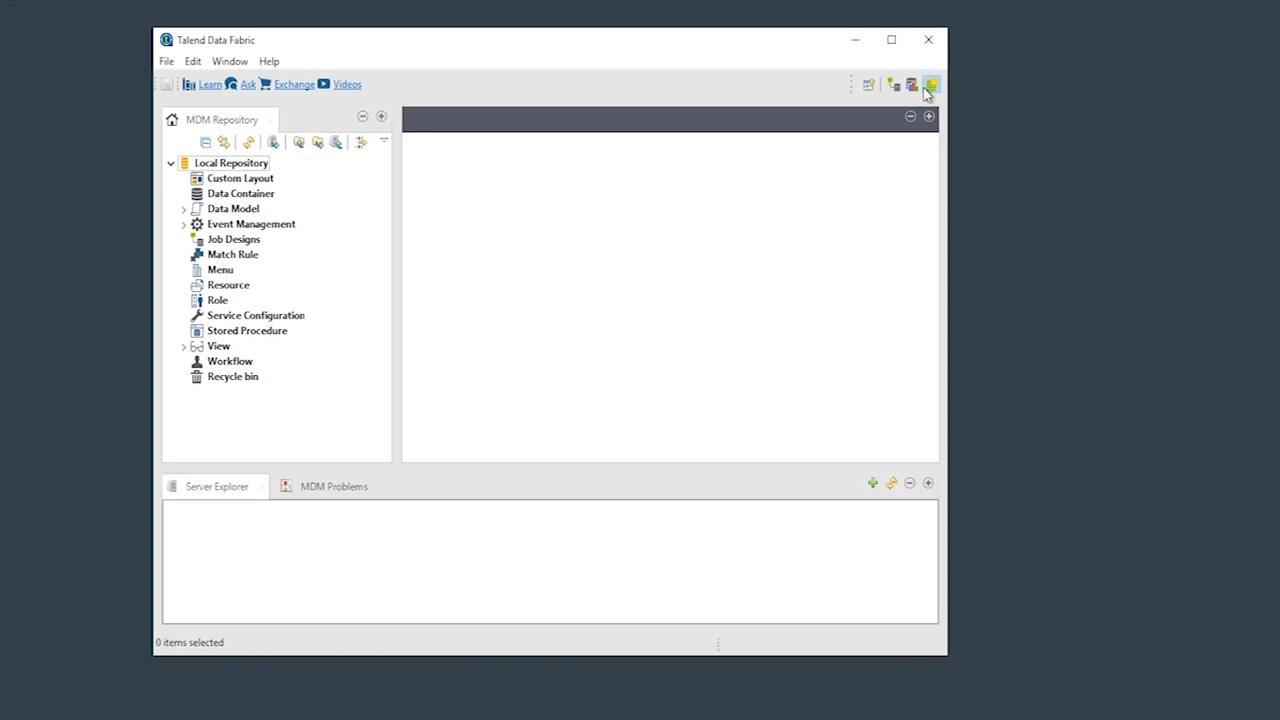 Talend Data Fabric
File Edit Window Help
Learn Ask Exchange Videos
MDM Repository
Local Repository
Custom Layout
Data Container
Data Model
Event Management
Job Designs
Match Rule
Menu
Resource
Role
Service Configuration
Stored Procedure
View
Workflow
Recycle bin
Server Explorer MDM Problems
0 items selected